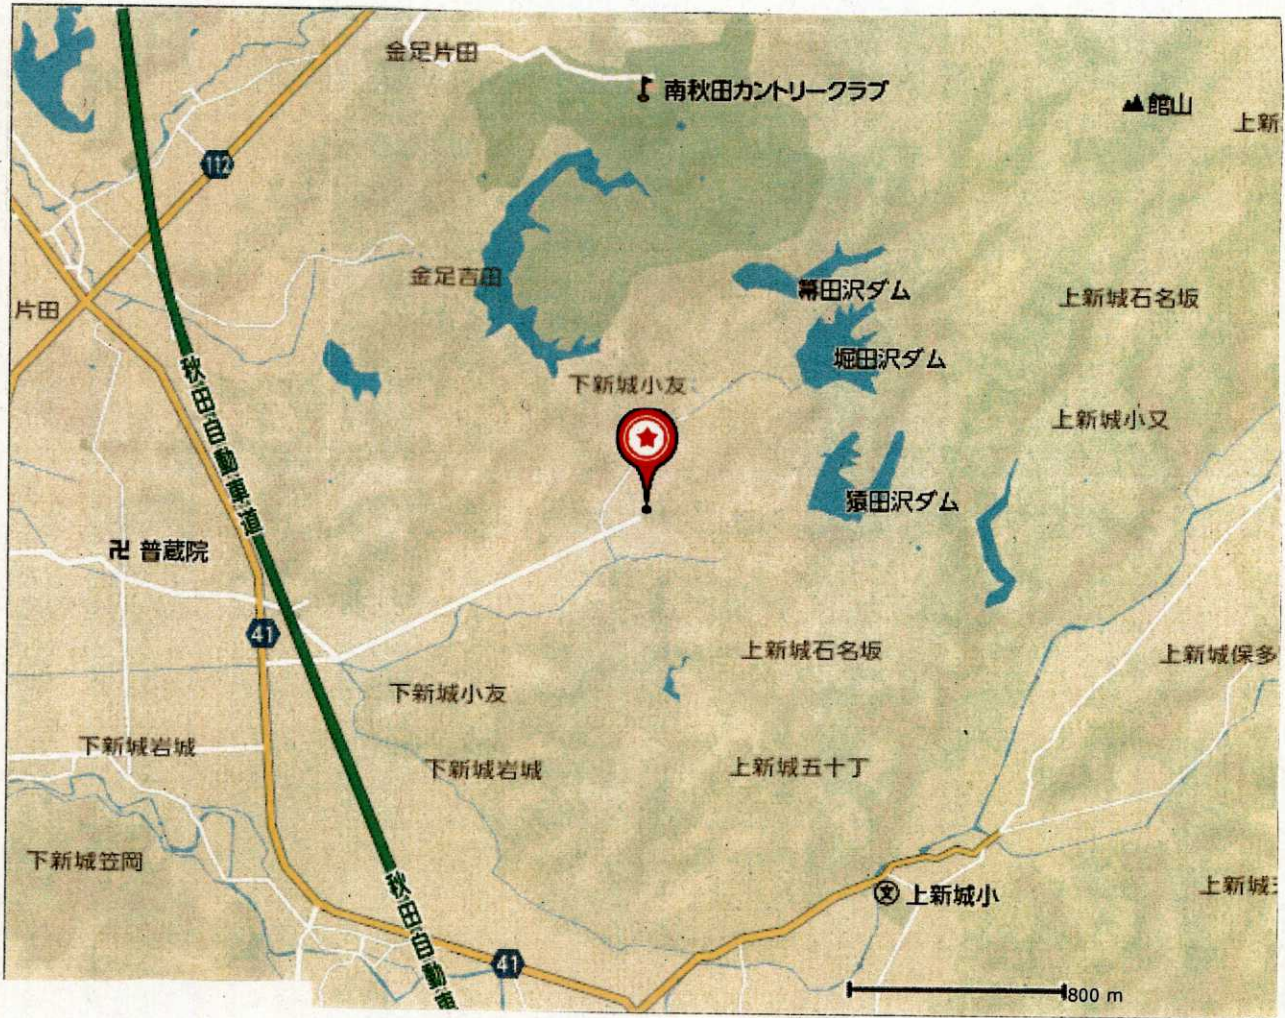 金足片田
南秋田カントリークラブ
館山
上新
112
金足吉田
片田
箒田沢ダム
上新城石名坂
堀田沢ダム
下新城小友
上新城小又
秋田自動車道
猿田沢ダム
卍 普蔵院
41
上新城石名坂
上新城保多
下新城小友
下新城岩城
下新城岩城
上新城五十丁
下新城笠岡
文 上新城小
上新城
秋田自動車
41
800 m